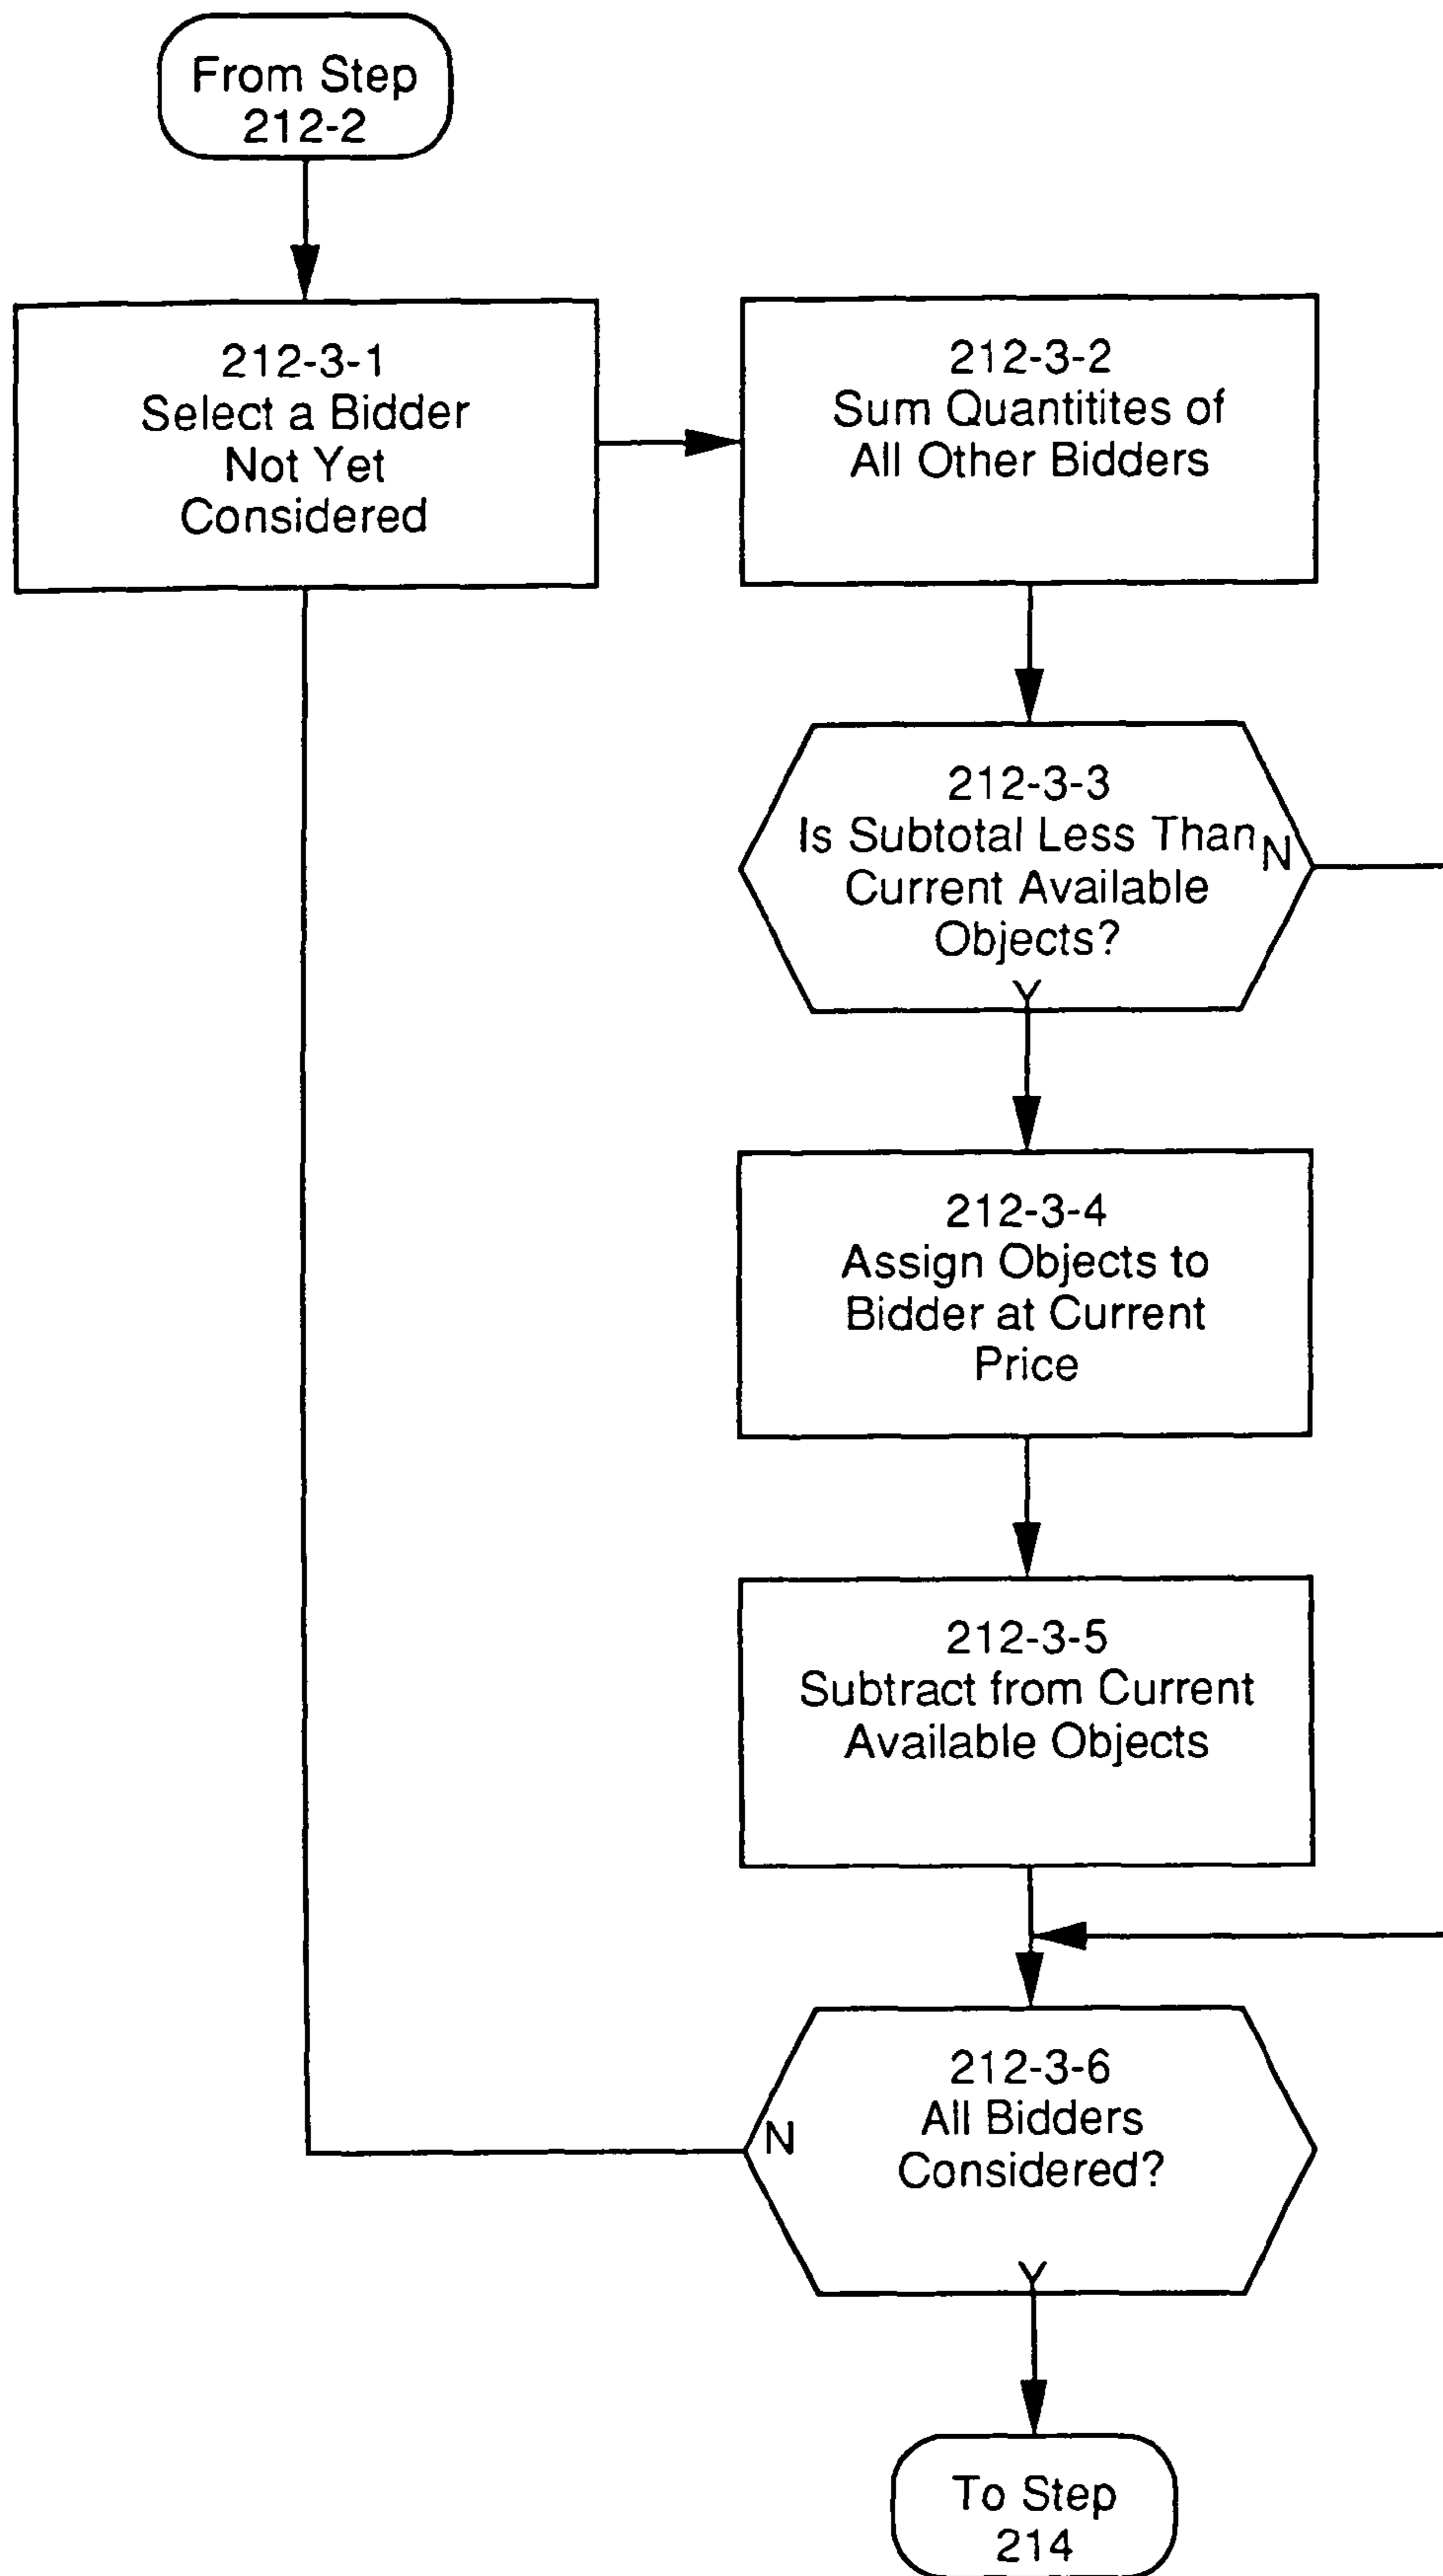 From Step
212-2
212-3-1
Select a Bidder
Not Yet
Considered
212-3-2
Sum Quantitites of
All Other Bidders
212-3-3
Is Subtotal Less Than
Current Available
Objects?
N
Y
212-3-4
Assign Objects to
Bidder at Current
Price
212-3-5
Subtract from Current
Available Objects
212-3-6
All Bidders
Considered?
N
Y
To Step
214